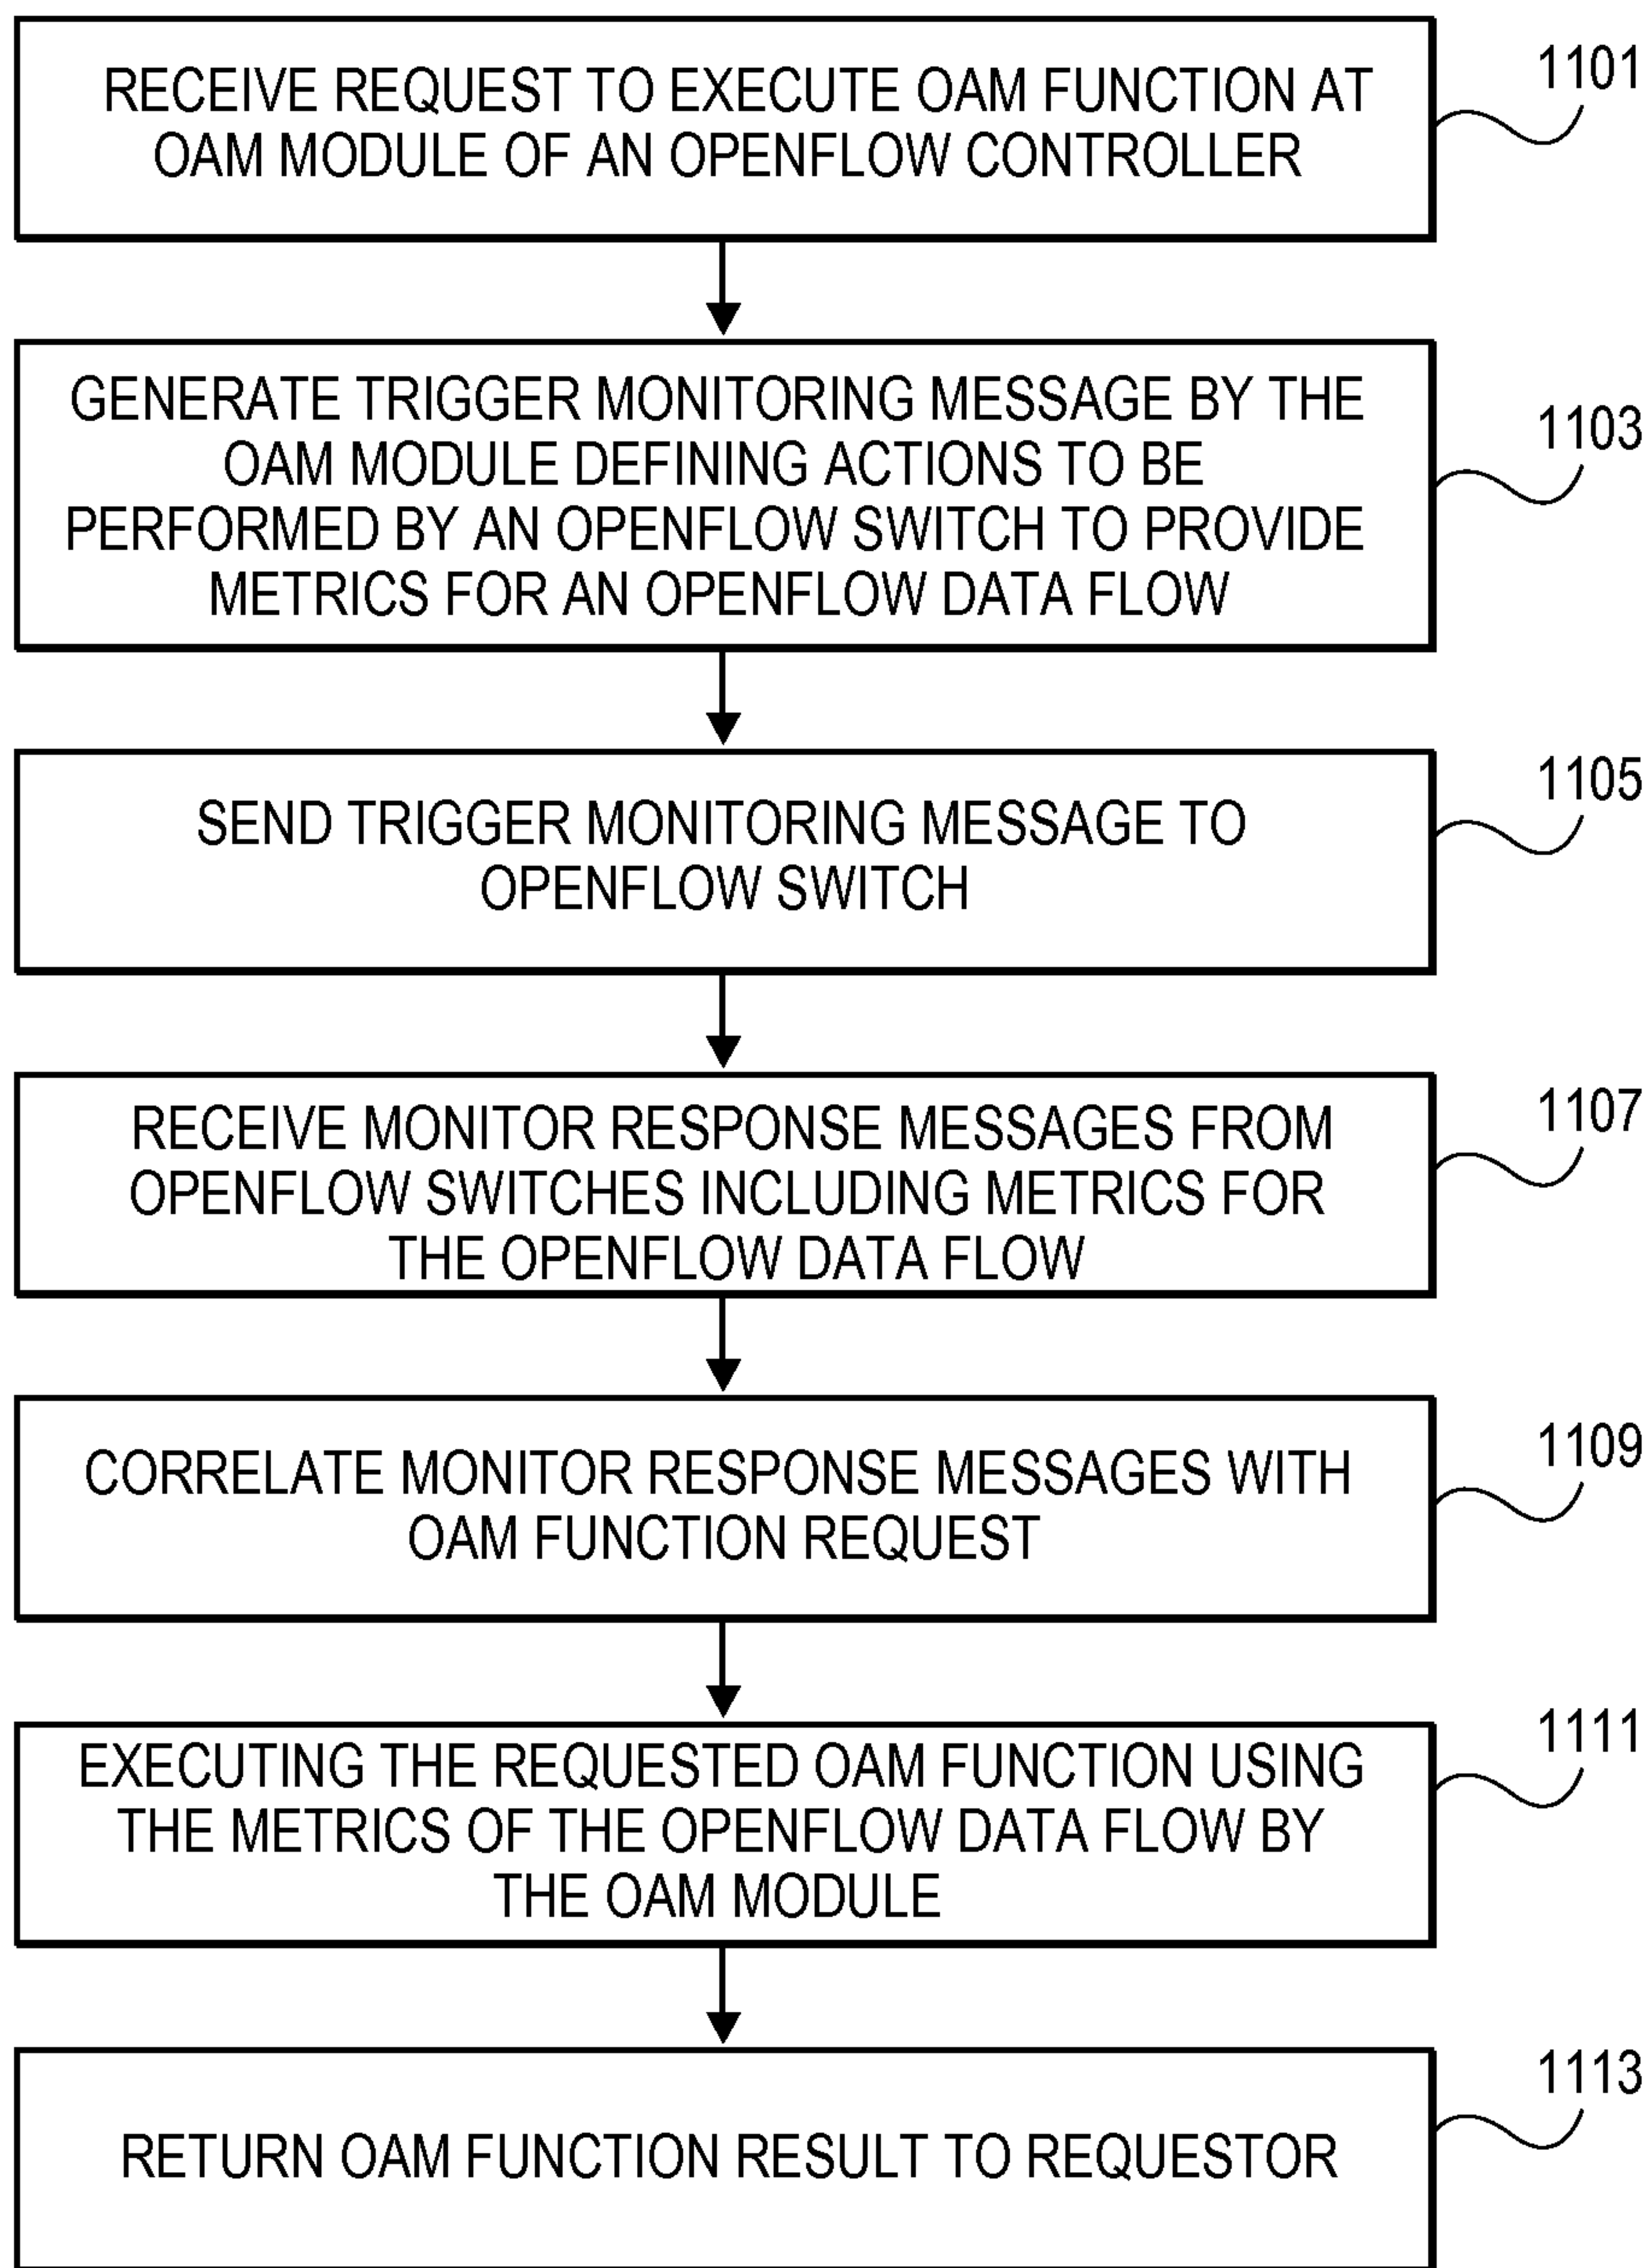 RECEIVE REQUEST TO EXECUTE OAM FUNCTION AT
OAM MODULE OF AN OPENFLOW CONTROLLER
1101
GENERATE TRIGGER MONITORING MESSAGE BY THE
OAM MODULE DEFINING ACTIONS TO BE
PERFORMED BY AN OPENFLOW SWITCH TO PROVIDE
METRICS FOR AN OPENFLOW DATA FLOW
1103
SEND TRIGGER MONITORING MESSAGE TO
OPENFLOW SWITCH
1105
RECEIVE MONITOR RESPONSE MESSAGES FROM
OPENFLOW SWITCHES INCLUDING METRICS FOR
THE OPENFLOW DATA FLOW
1107
CORRELATE MONITOR RESPONSE MESSAGES WITH
OAM FUNCTION REQUEST
1109
EXECUTING THE REQUESTED OAM FUNCTION USING
THE METRICS OF THE OPENFLOW DATA FLOW BY
THE OAM MODULE
1111
RETURN OAM FUNCTION RESULT TO REQUESTOR
1113